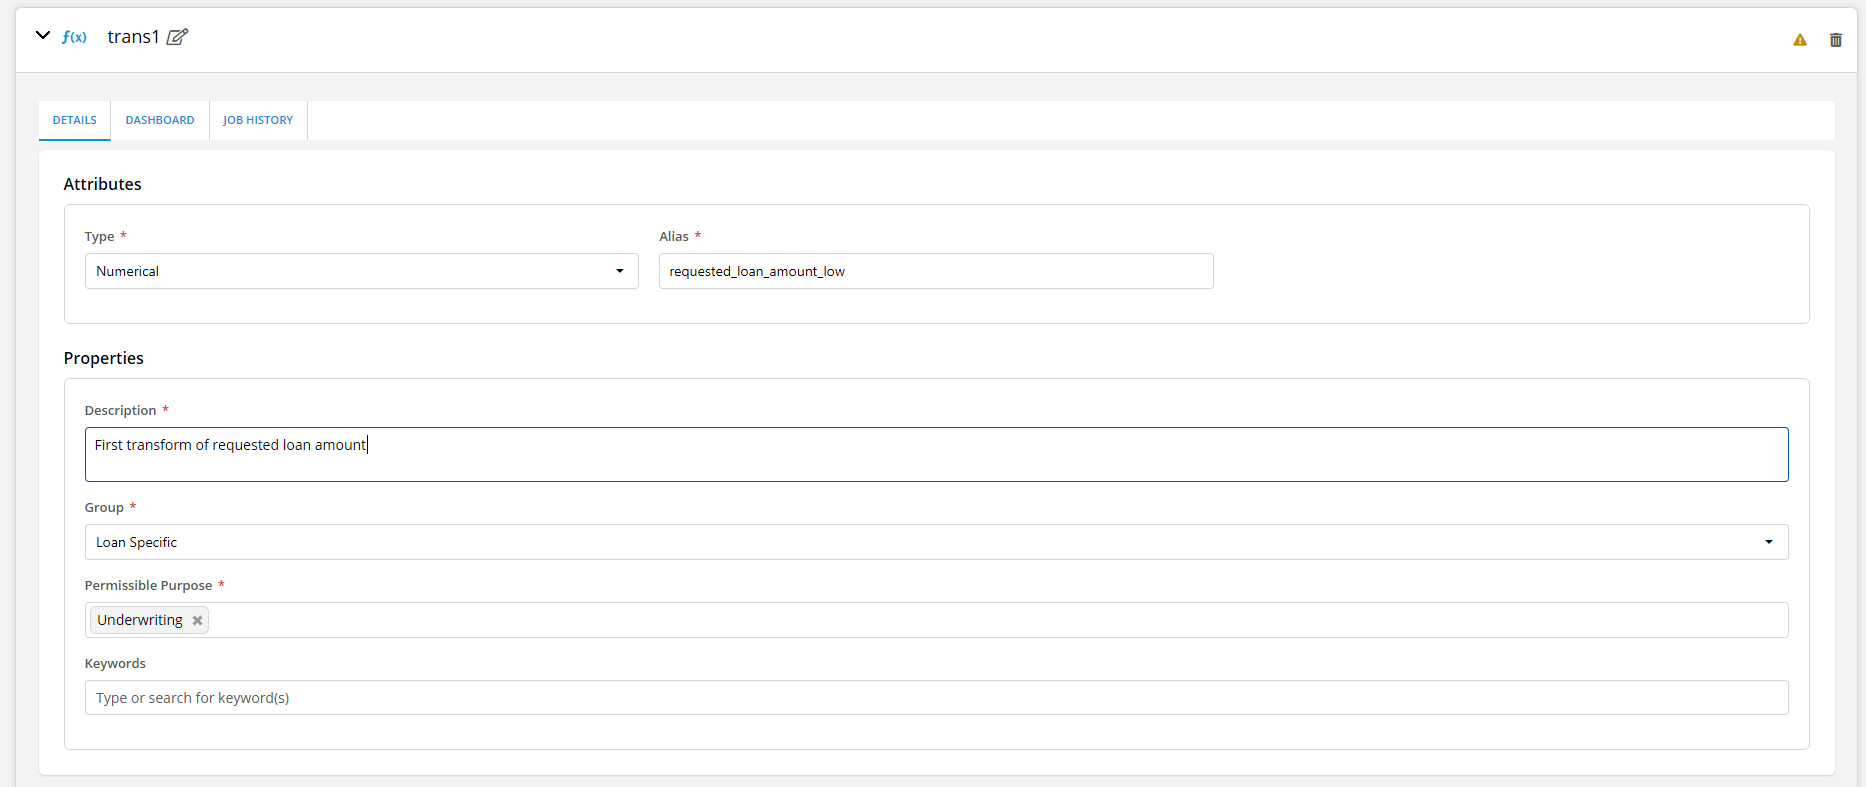 f(x) trans1
DETAILS DASHBOARD JOB HISTORY
Attributes
Type * Alias *
Numerical requested_loan_amount_low
Properties
Description *
First transform of requested loan amount
Group *
Loan Specific
Permissible Purpose *
Underwriting
Keywords
Type or search for keyword(s)